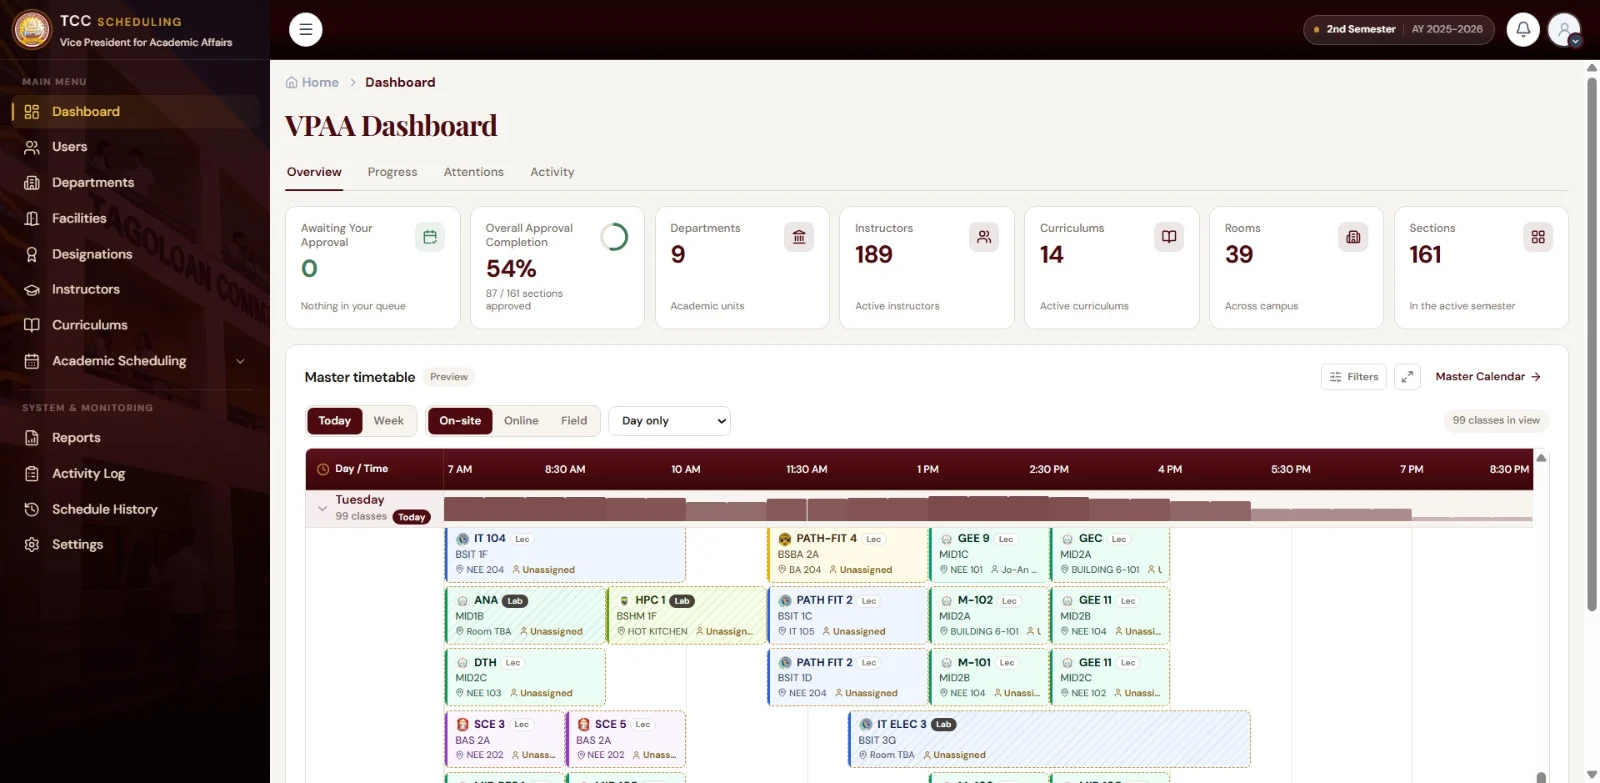 TCC SCHEDULING
Vice President for Academic Affairs
2nd Semester
AY 2025-2026
MAIN MENU
Dashboard
Users
Departments
Facilities
Designations
Instructors
Curriculums
Academic Scheduling
SYSTEM & MONITORING
Reports
Activity Log
Schedule History
Settings
TAGOLOAN COMM
Home > Dashboard
VPAA Dashboard
Overview
Progress
Attentions
Activity
Awaiting Your
Approval
0
Nothing in your queue
Overall Approval
Completion
54%
87 / 161 sections
approved
Departments
9
Academic units
Instructors
189
Active instructors
Curriculums
14
Active curriculums
Rooms
39
Across campus
Sections
161
In the active semester
Master timetable
Preview
Filters
Master Calendar →
Today
Week
On-site
Online
Field
Day only
99 classes in view
Day / Time
7 AM
8:30 AM
10 AM
11:30 AM
1 PM
2:30 PM
4 PM
5:30 PM
7 PM
8:30 PM
Tuesday
99 classes
Today
IT 104 Lec
BSIT 1F
NEE 204 Unassigned
PATH-FIT 4 Lec
BSBA 2A
BA 204 Unassigned
GEE 9 Lec
MID1C
NEE 101 Jo-An ...
GEC Lec
MID2A
BUILDING 6-101 U
ANA Lab
MID1B
Room TBA Unassigned
HPC 1 Lab
BSHM 1F
HOT KITCHEN Unassign...
PATH FIT 2 Lec
BSIT 1C
IT 105 Unassigned
M-102 Lec
MID2A
BUILDING 6-101 U
GEE 11 Lec
MID2B
NEE 104 Unassi...
DTH Lec
MID2C
NEE 103 Unassigned
PATH FIT 2 Lec
BSIT 1D
NEE 204 Unassigned
M-101 Lec
MID2B
NEE 104 Unassi...
GEE 11 Lec
MID2C
NEE 102 Unassi...
SCE 3 Lec
BAS 2A
NEE 202 Unass...
SCE 5 Lec
BAS 2A
NEE 202 Unass...
IT ELEC 3 Lab
BSIT 3G
Room TBA Unassigned